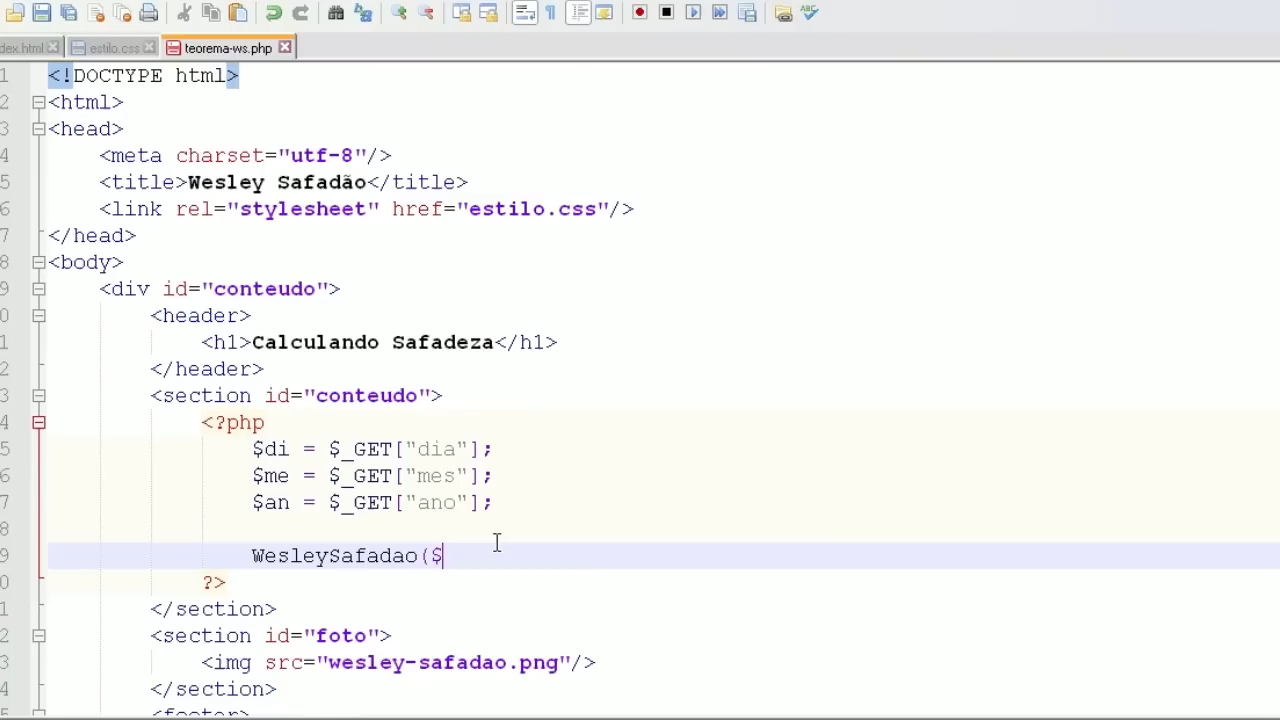 dex.html estilo.css teorema-ws.php
1 <!DOCTYPE html>
2 <html>
3 <head>
4 <meta charset="utf-8"/>
5 <title>Wesley Safadão</title>
6 <link rel="stylesheet" href="estilo.css"/>
7 </head>
8 <body>
9 <div id="conteudo">
0 <header>
1 <h1>Calculando Safadeza</h1>
2 </header>
3 <section id="conteudo">
4 <?php
5 $di = $_GET["dia"];
6 $me = $_GET["mes"];
7 $an = $_GET["ano"];
8
9 WesleySafadao($
0 ?>
1 </section>
2 <section id="foto">
3 <img src="wesley-safadao.png"/>
4 </section>
5 <footer>